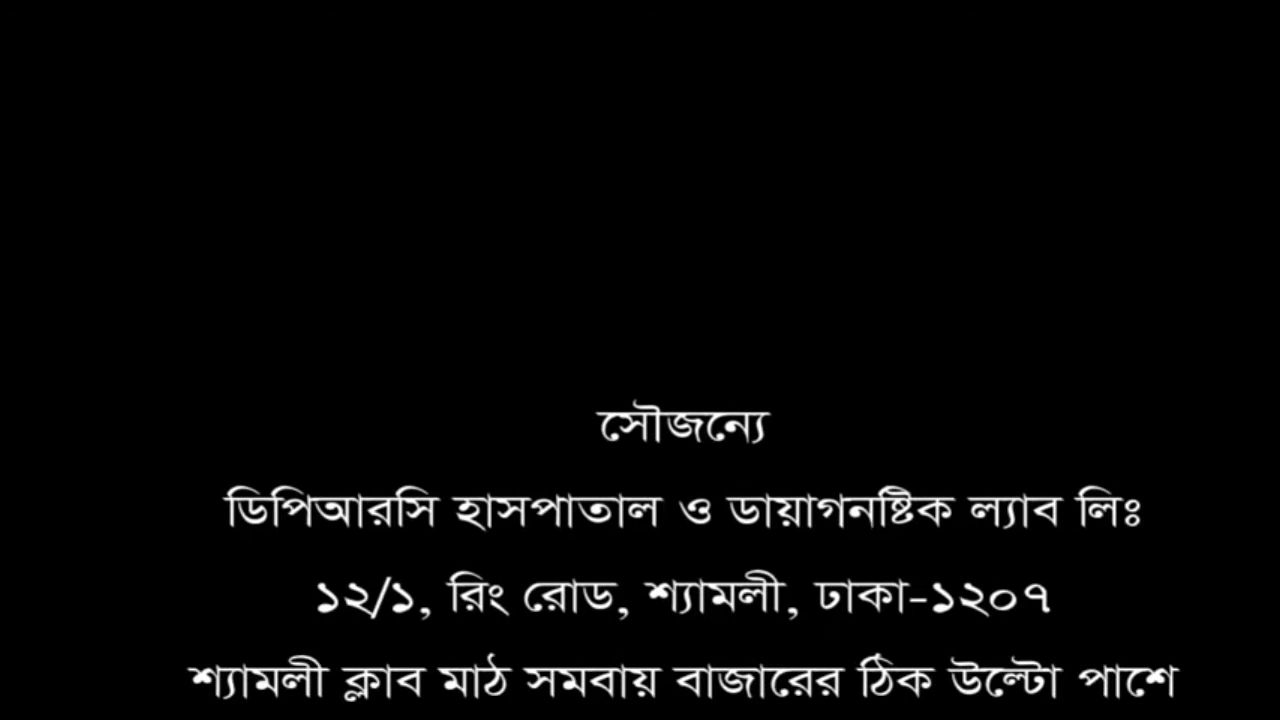 সৌজন্যে
ডিপিআরসি হাসপাতাল ও ডায়াগনষ্টিক ল্যাব লিঃ
১২/১, রিং রোড, শ্যামলী, ঢাকা-১২০৭
শ্যামলী ক্লাব মাঠ সমবায় বাজারের ঠিক উল্টো পাশে